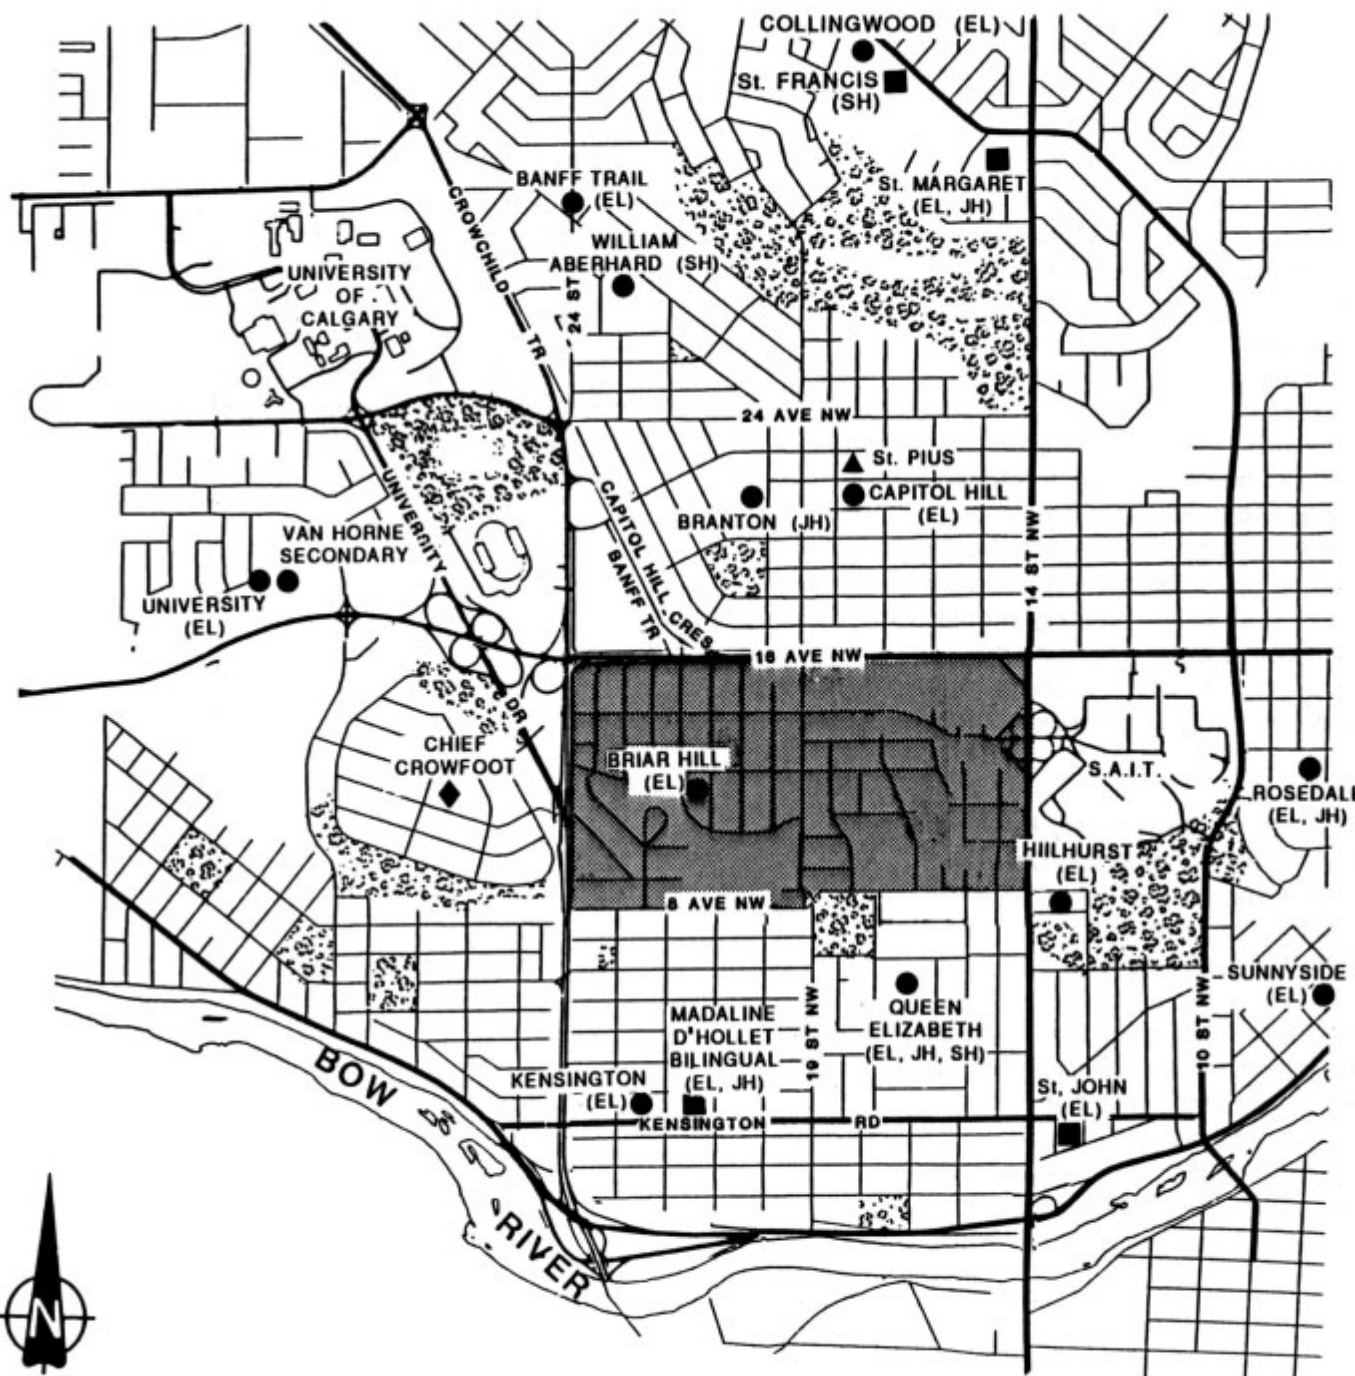 COLLINGWOOD (EL)
St. FRANCIS
(SH)
St. MARGARET
(EL, JH)
BANFF TRAIL
(EL)
WILLIAM
ABERHARD (SH)
CROWCHILD TR
24 ST
UNIVERSITY
OF
CALGARY
24 AVE NW
St. PIUS
CAPITOL HILL
(EL)
BRANTON (JH)
CAPITOL HILL CRES
BANFF TR
14 ST NW
UNIVERSITY
DR
VAN HORNE
SECONDARY
UNIVERSITY
(EL)
16 AVE NW
CHIEF
CROWFOOT
BRIAR HILL
(EL)
S.A.I.T.
ROSEDALE
(EL, JH)
HIILHURST
(EL)
8 AVE NW
SUNNYSIDE
(EL)
10 ST NW
19 ST NW
QUEEN
ELIZABETH
(EL, JH, SH)
MADALINE
D'HOLLET
BILINGUAL
(EL, JH)
KENSINGTON
(EL)
St, JOHN
(EL)
KENSINGTON RD
BOW
RIVER
N